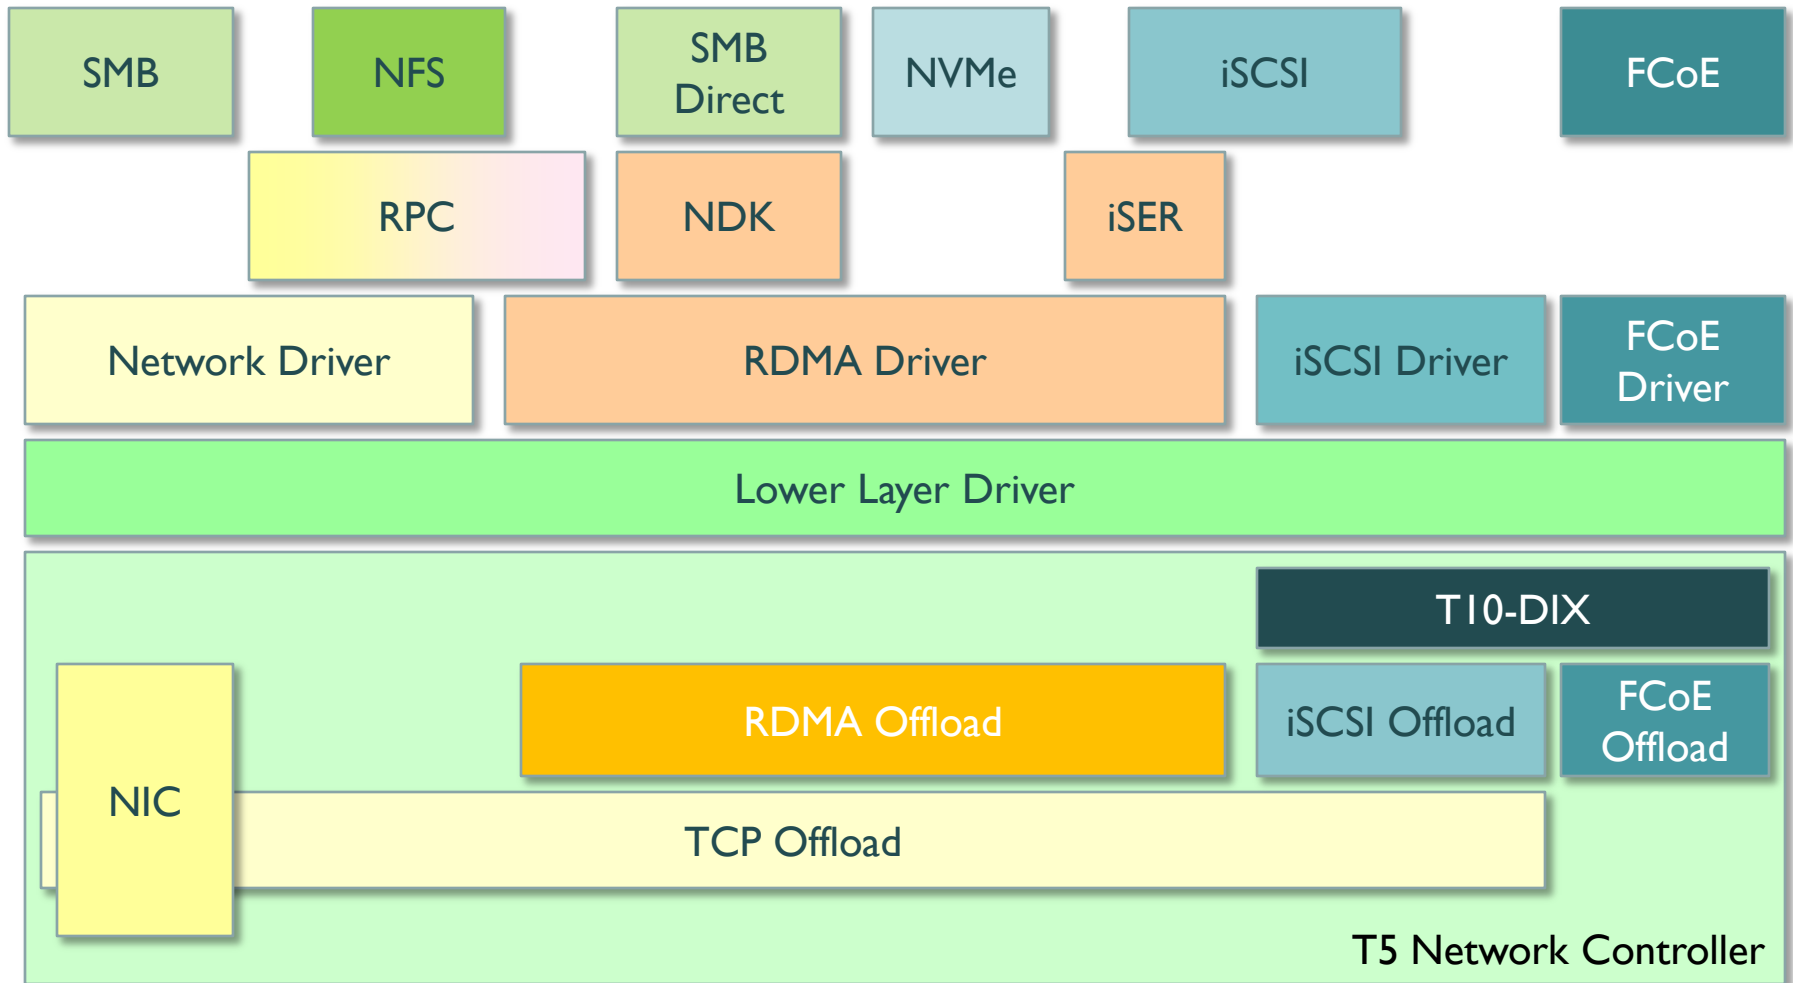 SMB
NFS
SMB
Direct
NVMe
iSCSI
FCoE
RPC
NDK
iSER
Network Driver
RDMA Driver
iSCSI Driver
FCoE
Driver
Lower Layer Driver
T10-DIX
RDMA Offload
iSCSI Offload
FCoE
Offload
NIC
TCP Offload
T5 Network Controller